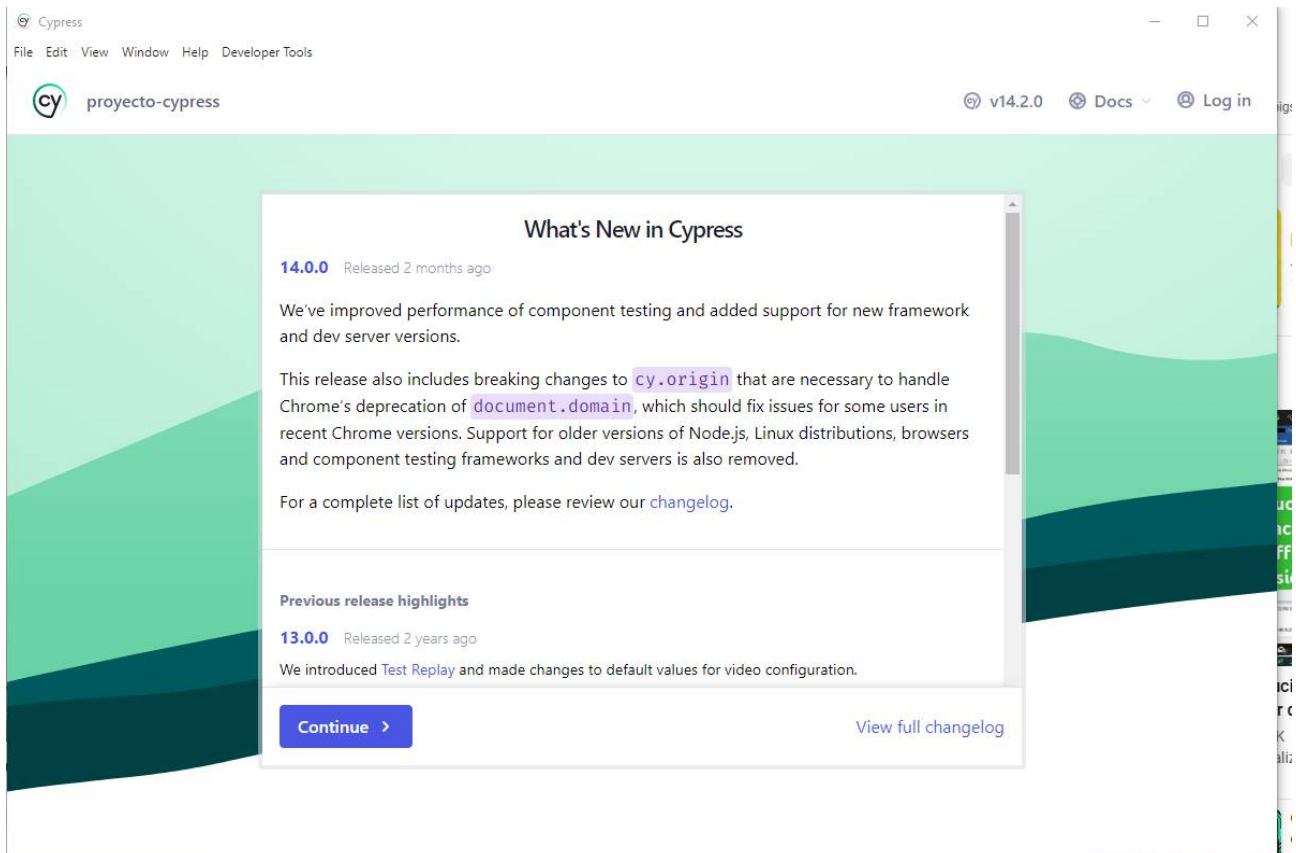 Cypress
File Edit View Window Help Developer Tools
cy proyecto-cypress v14.2.0 Docs Log in
What's New in Cypress
14.0.0 Released 2 months ago
We've improved performance of component testing and added support for new framework
and dev server versions.
This release also includes breaking changes to cy.origin that are necessary to handle
Chrome's deprecation of document.domain, which should fix issues for some users in
recent Chrome versions. Support for older versions of Node.js, Linux distributions, browsers
and component testing frameworks and dev servers is also removed.
For a complete list of updates, please review our changelog.
Previous release highlights
13.0.0 Released 2 years ago
We introduced Test Replay and made changes to default values for video configuration.
Continue
View full changelog